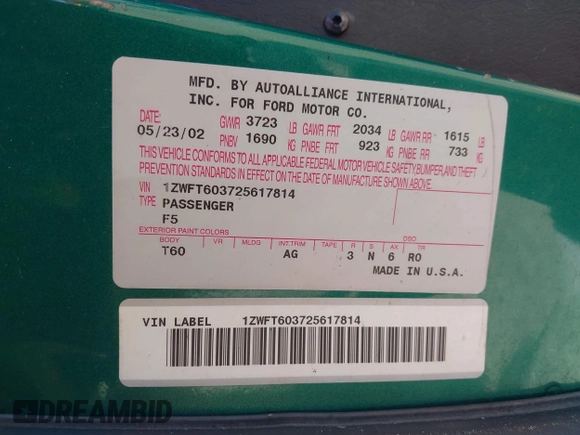 MFD. BY AUTOALLIANCE INTERNATIONAL,
INC. FOR FORD MOTOR CO.
DATE: GVWR 3723 LB GAWR FRT 2034 LB GAWR RR 1615 LB
05/23/02 PNBV 1690 KG PNBE FRT 923 KG PNBE RR 733 KG
THIS VEHICLE CONFORMS TO ALL APPLICABLE FEDERAL MOTOR VEHICLE SAFETY, BUMPER, AND THEFT
PREVENTION STANDARDS IN EFFECT ON THE DATE OF MANUFACTURE SHOWN ABOVE.
VIN 1ZWFT603725617814
TYPE PASSENGER
F5
EXTERIOR PAINT COLORS DSO
BODY VR MLDG INT.TRIM TAPE R S AX TR
T60 AG 3 N 6 RO
MADE IN U.S.A.
VIN LABEL 1ZWFT603725617814
DREAMBID